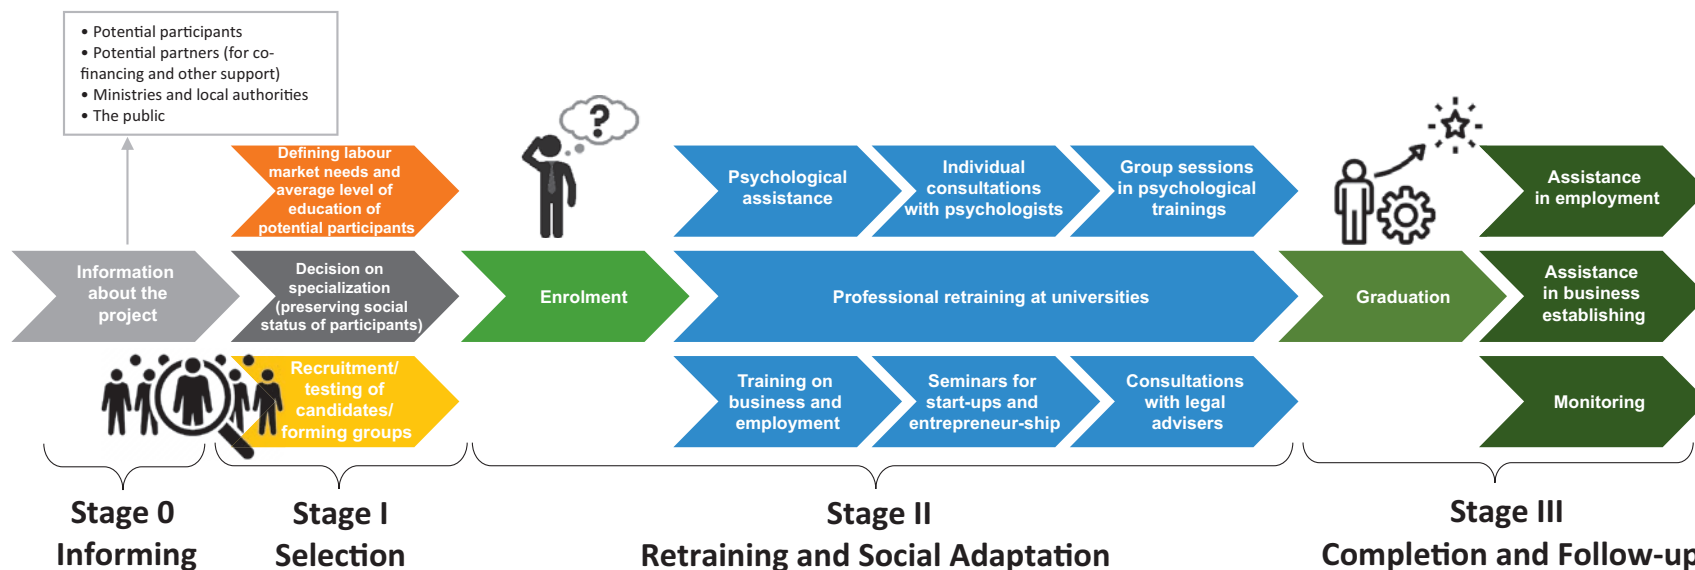 • Potential participants
• Potential partners (for co-
financing and other support)
• Ministries and local authorities
• The public
Information
about the
project
Defining labour
market needs and
average level of
education of
potential participants
Decision on
specialization
(preserving social
status of participants)
Recruitment/
testing of
candidates/
forming groups
?
Enrolment
Psychological
assistance
Individual
consultations
with psychologists
Group sessions
in psychological
trainings
Professional retraining at universities
Training on
business and
employment
Seminars for
start-ups and
entrepreneur-ship
Consultations
with legal
advisers
Graduation
Assistance
in employment
Assistance
in business
establishing
Monitoring
Stage 0
Informing
Stage I
Selection
Stage II
Retraining and Social Adaptation
Stage III
Completion and Follow-up